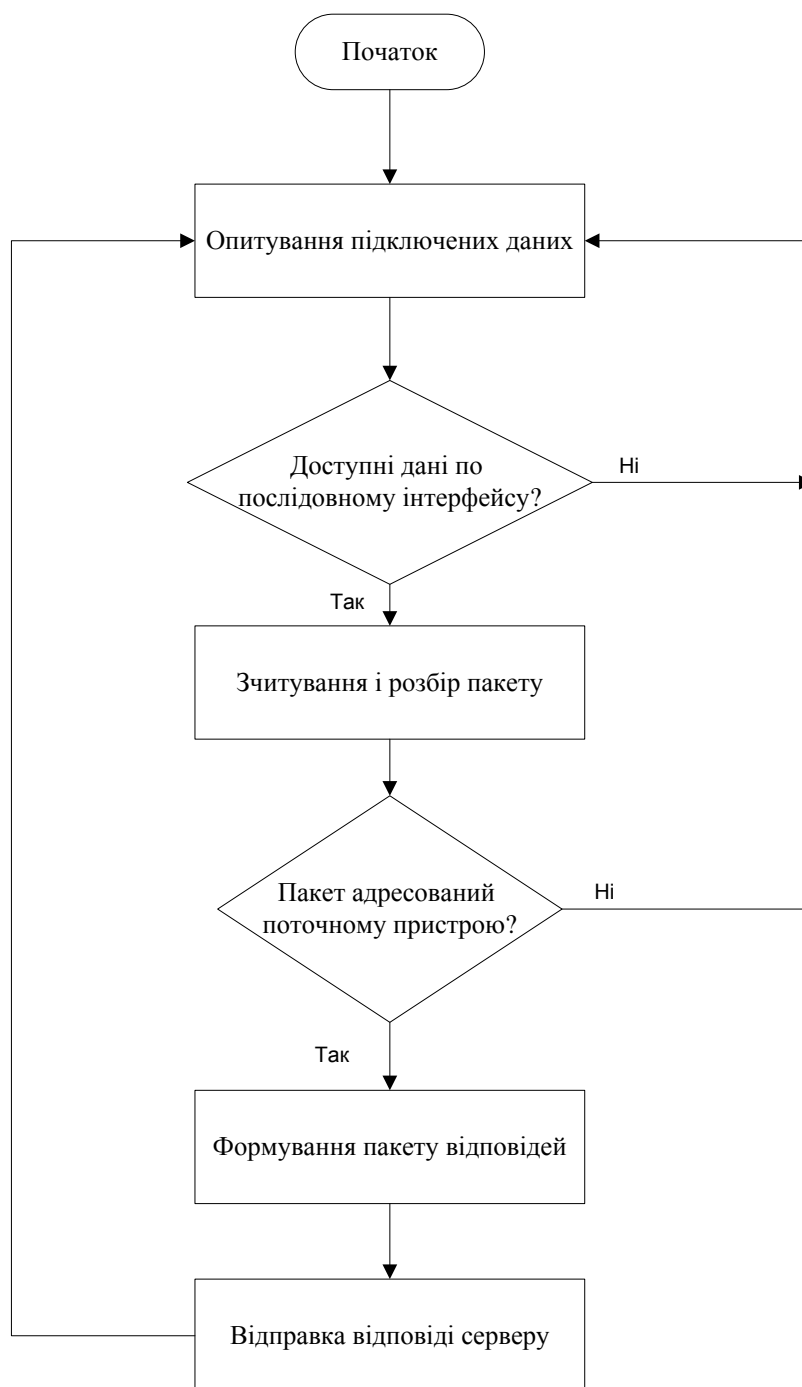 Початок
Опитування підключених даних
Доступні дані по
послідовному інтерфейсу?
Ні
Так
Зчитування і розбір пакету
Пакет адресований
поточному пристрою?
Ні
Так
Формування пакету відповідей
Відправка відповіді серверу